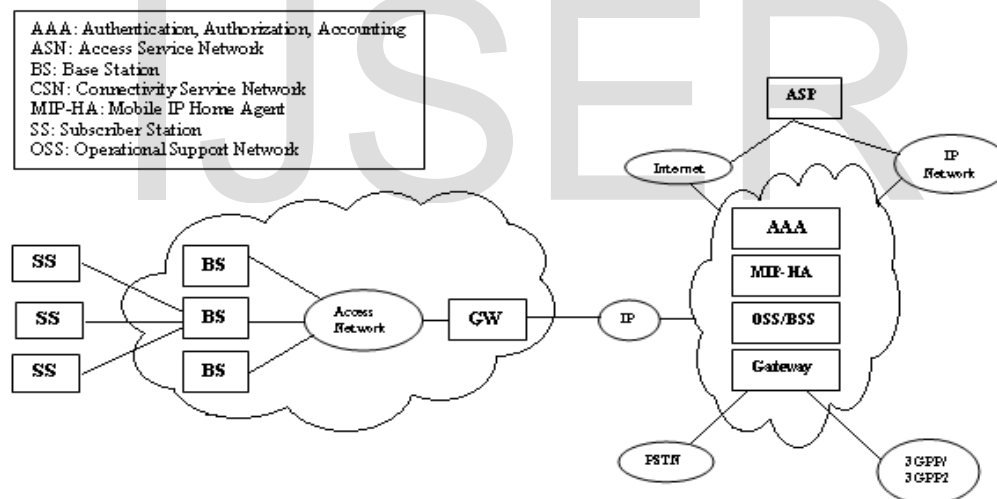 IJSER
AAA: Authentication, Authorization, Accounting
ASN: Access Service Network
BS: Base Station
CSN: Connectivity Service Network
MIP-HA: Mobile IP Home Agent
SS: Subscriber Station
OSS: Operational Support Network
ASP
Internet
IP
Network
AAA
MIP-HA
OSS/BSS
Gateway
SS
SS
SS
BS
BS
BS
Access
Network
GW
IP
PSTN
3GPP/
3GPP2